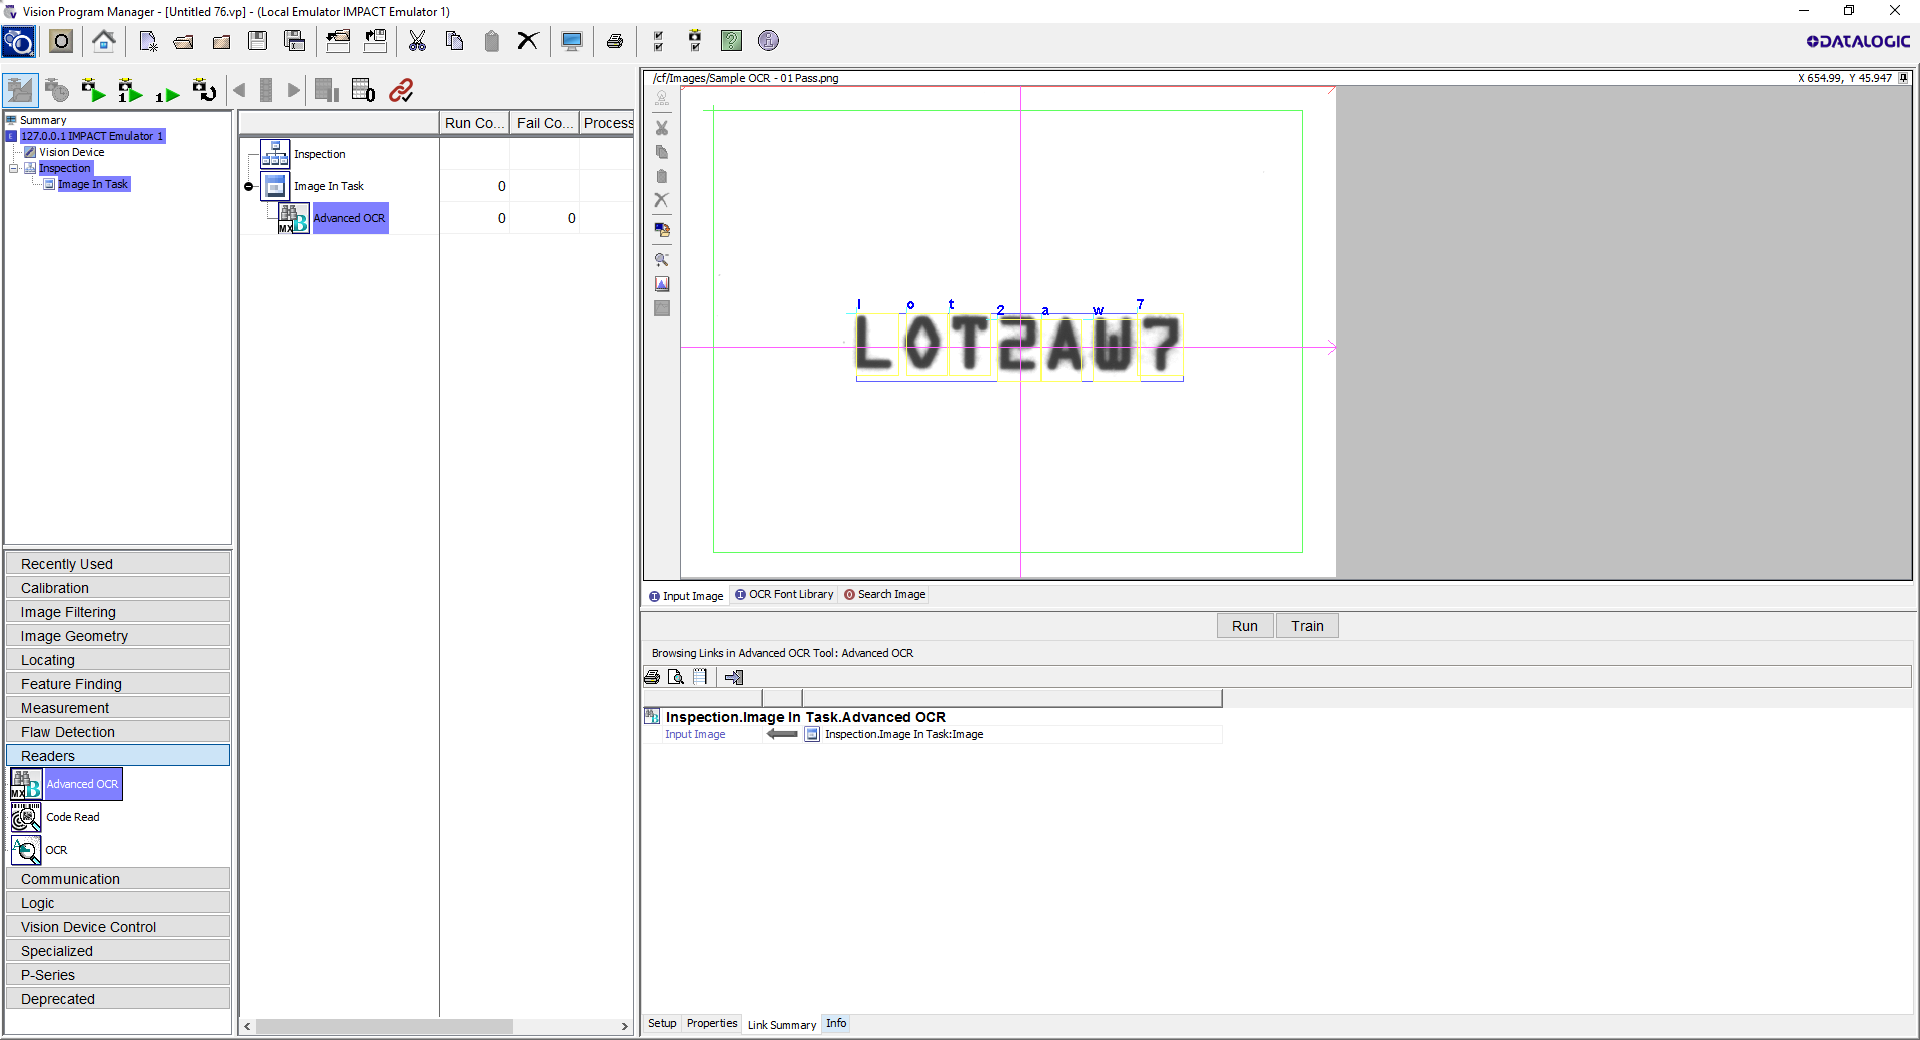 Vision Program Manager - [Untitled 76.vp] - (Local Emulator IMPACT Emulator 1)
DATALOGIC
Summary
127.0.0.1 IMPACT Emulator 1
Vision Device
Inspection
Image In Task
Recently Used
Calibration
Image Filtering
Image Geometry
Locating
Feature Finding
Measurement
Flaw Detection
Readers
MX B Advanced OCR
Code Read
OCR
Communication
Logic
Vision Device Control
Specialized
P-Series
Deprecated
Run Co... Fail Co... Process
Inspection
Image In Task 0
MX B Advanced OCR 0 0
/cf/Images/Sample OCR - 01 Pass.png X 654.99, Y 45.947
l o t 2 a w 7
LOT2AW7
Input Image OCR Font Library Search Image
Run Train
Browsing Links in Advanced OCR Tool: Advanced OCR
Inspection.Image In Task.Advanced OCR
Input Image Inspection.Image In Task:Image
Setup Properties Link Summary Info